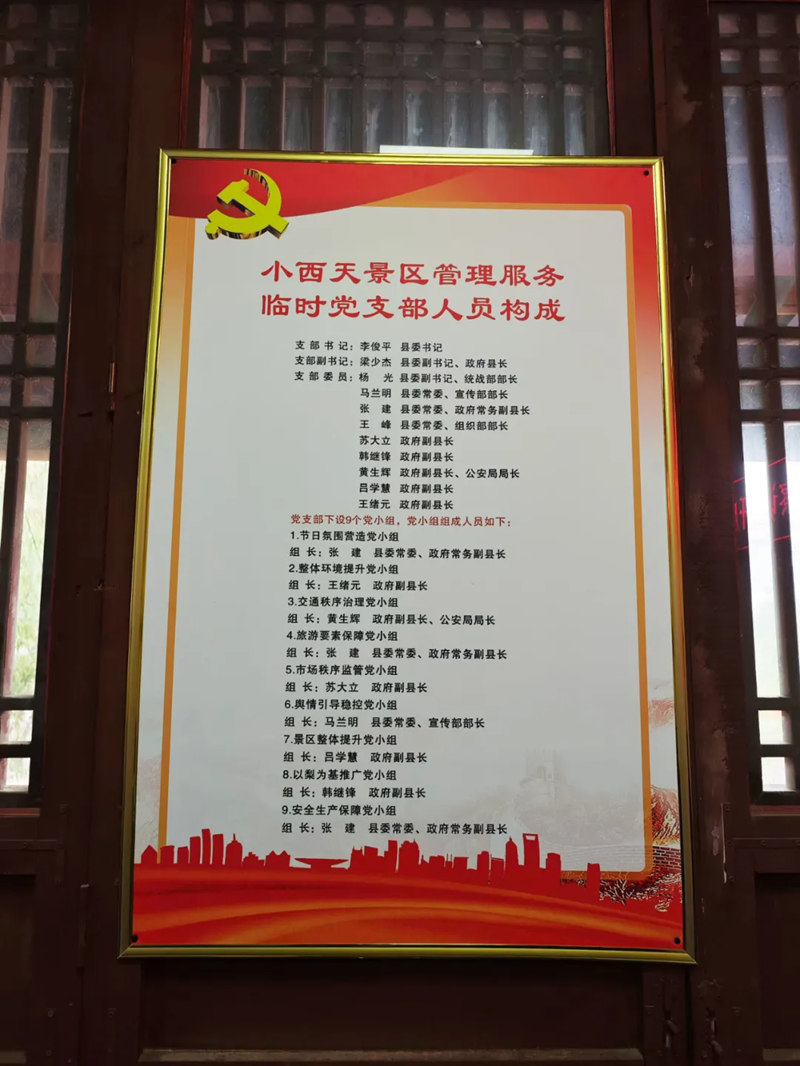 小西天景区管理服务
临时党支部人员构成
支部书记：李俊平 县委书记
支部副书记：梁少杰 县委副书记、政府县长
支部委员：杨 光 县委副书记、统战部部长
马兰明 县委常委、宣传部部长
张 建 县委常委、政府常务副县长
王 峰 县委常委、组织部部长
苏大立 政府副县长
韩继锋 政府副县长
黄生辉 政府副县长、公安局局长
吕学慧 政府副县长
王绪元 政府副县长
党支部下设9个党小组，党小组组成人员如下：
1.节日氛围营造党小组
组 长：张 建 县委常委、政府常务副县长
2.整体环境提升党小组
组 长：王绪元 政府副县长
3.交通秩序治理党小组
组 长：黄生辉 政府副县长、公安局局长
4.旅游要素保障党小组
组 长：张 建 县委常委、政府常务副县长
5.市场秩序监管党小组
组 长：苏大立 政府副县长
6.舆情引导稳控党小组
组 长：马兰明 县委常委、宣传部部长
7.景区整体提升党小组
组 长：吕学慧 政府副县长
8.以梨为基推广党小组
组 长：韩继锋 政府副县长
9.安全生产保障党小组
组 长：张 建 县委常委、政府常务副县长